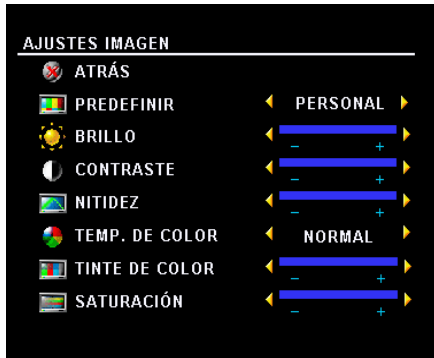 AJUSTES IMAGEN
ATRÁS
PREDEFINIR PERSONAL
BRILLO
- +
CONTRASTE
- +
NITIDEZ
- +
TEMP. DE COLOR NORMAL
TINTE DE COLOR
- +
SATURACIÓN
- +